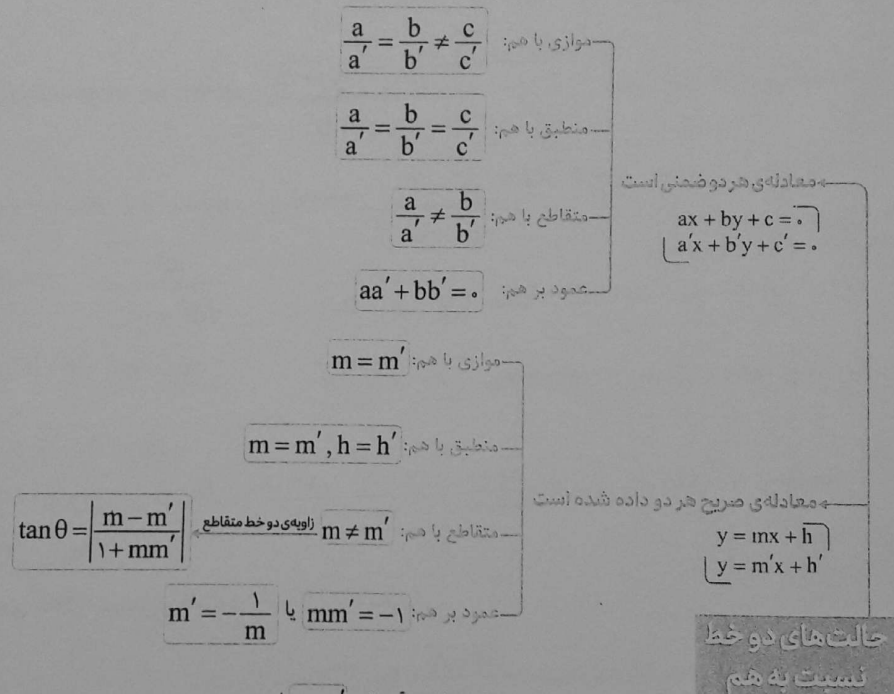 موازی با هم: a/a′ = b/b′ ≠ c/c′
منطبق با هم: a/a′ = b/b′ = c/c′
معادله‌ی هر دو ضمنی است
ax + by + c = ۰
a′x + b′y + c′ = ۰
متقاطع با هم: a/a′ ≠ b/b′
عمود بر هم: aa′ + bb′ = ۰
موازی با هم: m = m′
منطبق با هم: m = m′ , h = h′
معادله‌ی صریح هر دو داده شده است
y = mx + h
y = m′x + h′
متقاطع با هم: m ≠ m′ زاویه‌ی دو خط متقاطع tan θ = |(m − m′)/(۱ + mm′)|
عمود بر هم: mm′ = −۱ یا m′ = −۱/m
حالت‌های دو خط
نسبت به هم